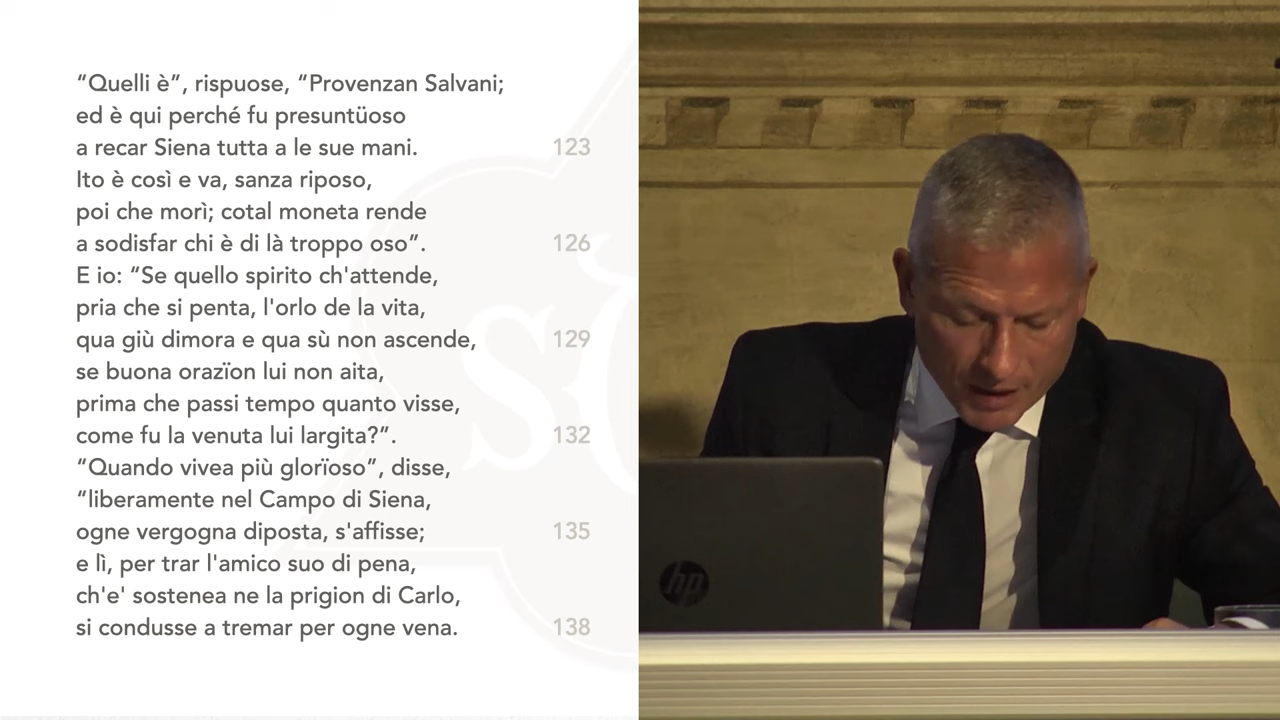 “Quelli è”, rispuose, “Provenzan Salvani;
ed è qui perché fu presuntüoso
a recar Siena tutta a le sue mani. 123
Ito è così e va, sanza riposo,
poi che morì; cotal moneta rende
a sodisfar chi è di là troppo oso”. 126
E io: “Se quello spirito ch'attende,
pria che si penta, l'orlo de la vita,
qua giù dimora e qua sù non ascende, 129
se buona orazïon lui non aita,
prima che passi tempo quanto visse,
come fu la venuta lui largita?”. 132
“Quando vivea più glorïoso”, disse,
“liberamente nel Campo di Siena,
ogne vergogna diposta, s'affisse; 135
e lì, per trar l'amico suo di pena,
ch'e' sostenea ne la prigion di Carlo,
si condusse a tremar per ogne vena. 138
hp